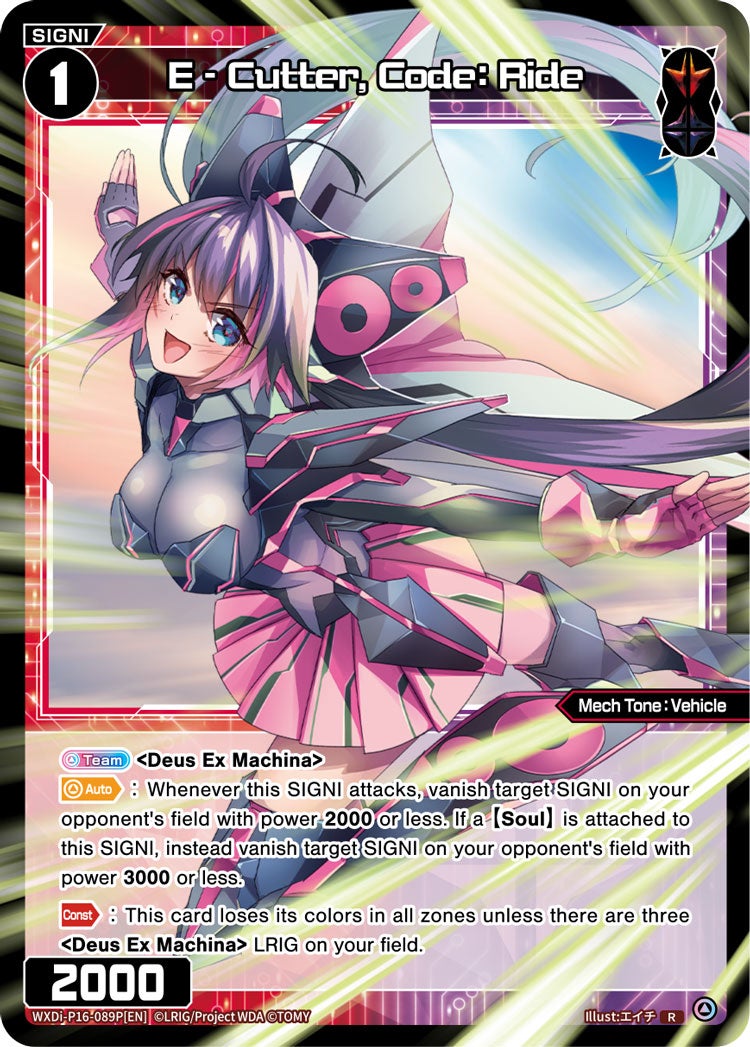 SIGNI
1
E - Cutter, Code: Ride
Mech Tone:Vehicle
Team <Deus Ex Machina>
Auto : Whenever this SIGNI attacks, vanish target SIGNI on your
opponent's field with power 2000 or less. If a【Soul】is attached to
this SIGNI, instead vanish target SIGNI on your opponent's field with
power 3000 or less.
Const : This card loses its colors in all zones unless there are three
<Deus Ex Machina> LRIG on your field.
2000
WXDi-P16-089P[EN] ©LRIG/Project WDA ©TOMY
Illust:エイチ R